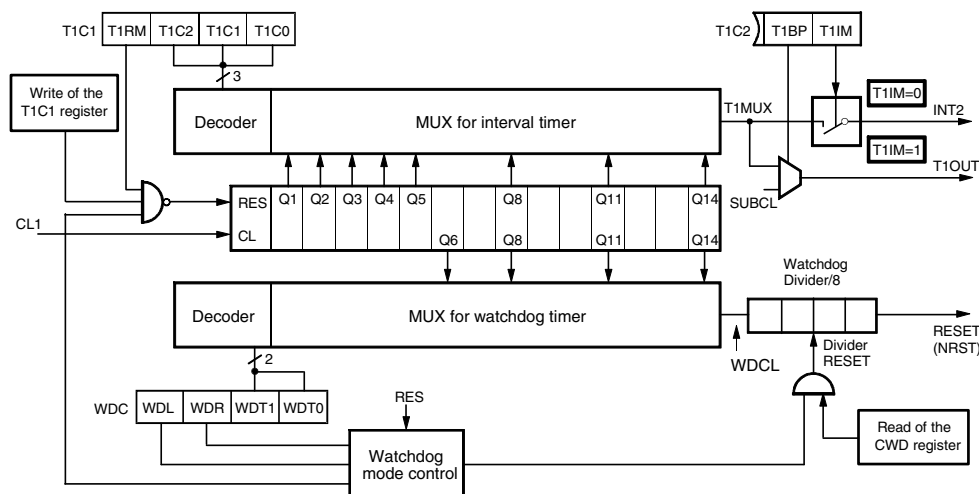 T1C1 T1RM T1C2 T1C1 T1C0
T1C2 T1BP T1IM
3
Write of the
T1C1 register
Decoder
MUX for interval timer
T1MUX
T1IM=0
INT2
T1IM=1
T1OUT
SUBCL
RES Q1 Q2 Q3 Q4 Q5 Q8 Q11 Q14
CL1
CL Q6 Q8 Q11 Q14
Watchdog
Divider/8
Decoder
MUX for watchdog timer
WDCL
Divider
RESET
RESET
(NRST)
2
WDC WDL WDR WDT1 WDT0
RES
Watchdog
mode control
Read of the
CWD register